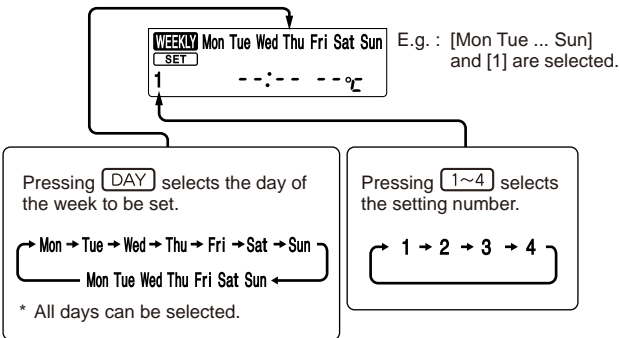 WEEKLY Mon Tue Wed Thu Fri Sat Sun
SET
1 --:-- --°C
E.g. : [Mon Tue ... Sun]
and [1] are selected.
Pressing DAY selects the day of
the week to be set.
Mon → Tue → Wed → Thu → Fri → Sat → Sun
Mon Tue Wed Thu Fri Sat Sun
* All days can be selected.
Pressing 1~4 selects
the setting number.
1 → 2 → 3 → 4